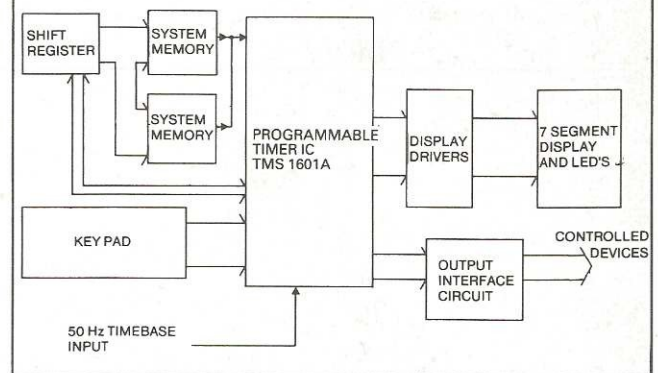 SHIFT
REGISTER
SYSTEM
MEMORY
SYSTEM
MEMORY
PROGRAMMABLE
TIMER IC
TMS 1601A
DISPLAY
DRIVERS
7 SEGMENT
DISPLAY
AND LED'S
KEY PAD
OUTPUT
INTERFACE
CIRCUIT
CONTROLLED
DEVICES
50 Hz TIMEBASE
INPUT